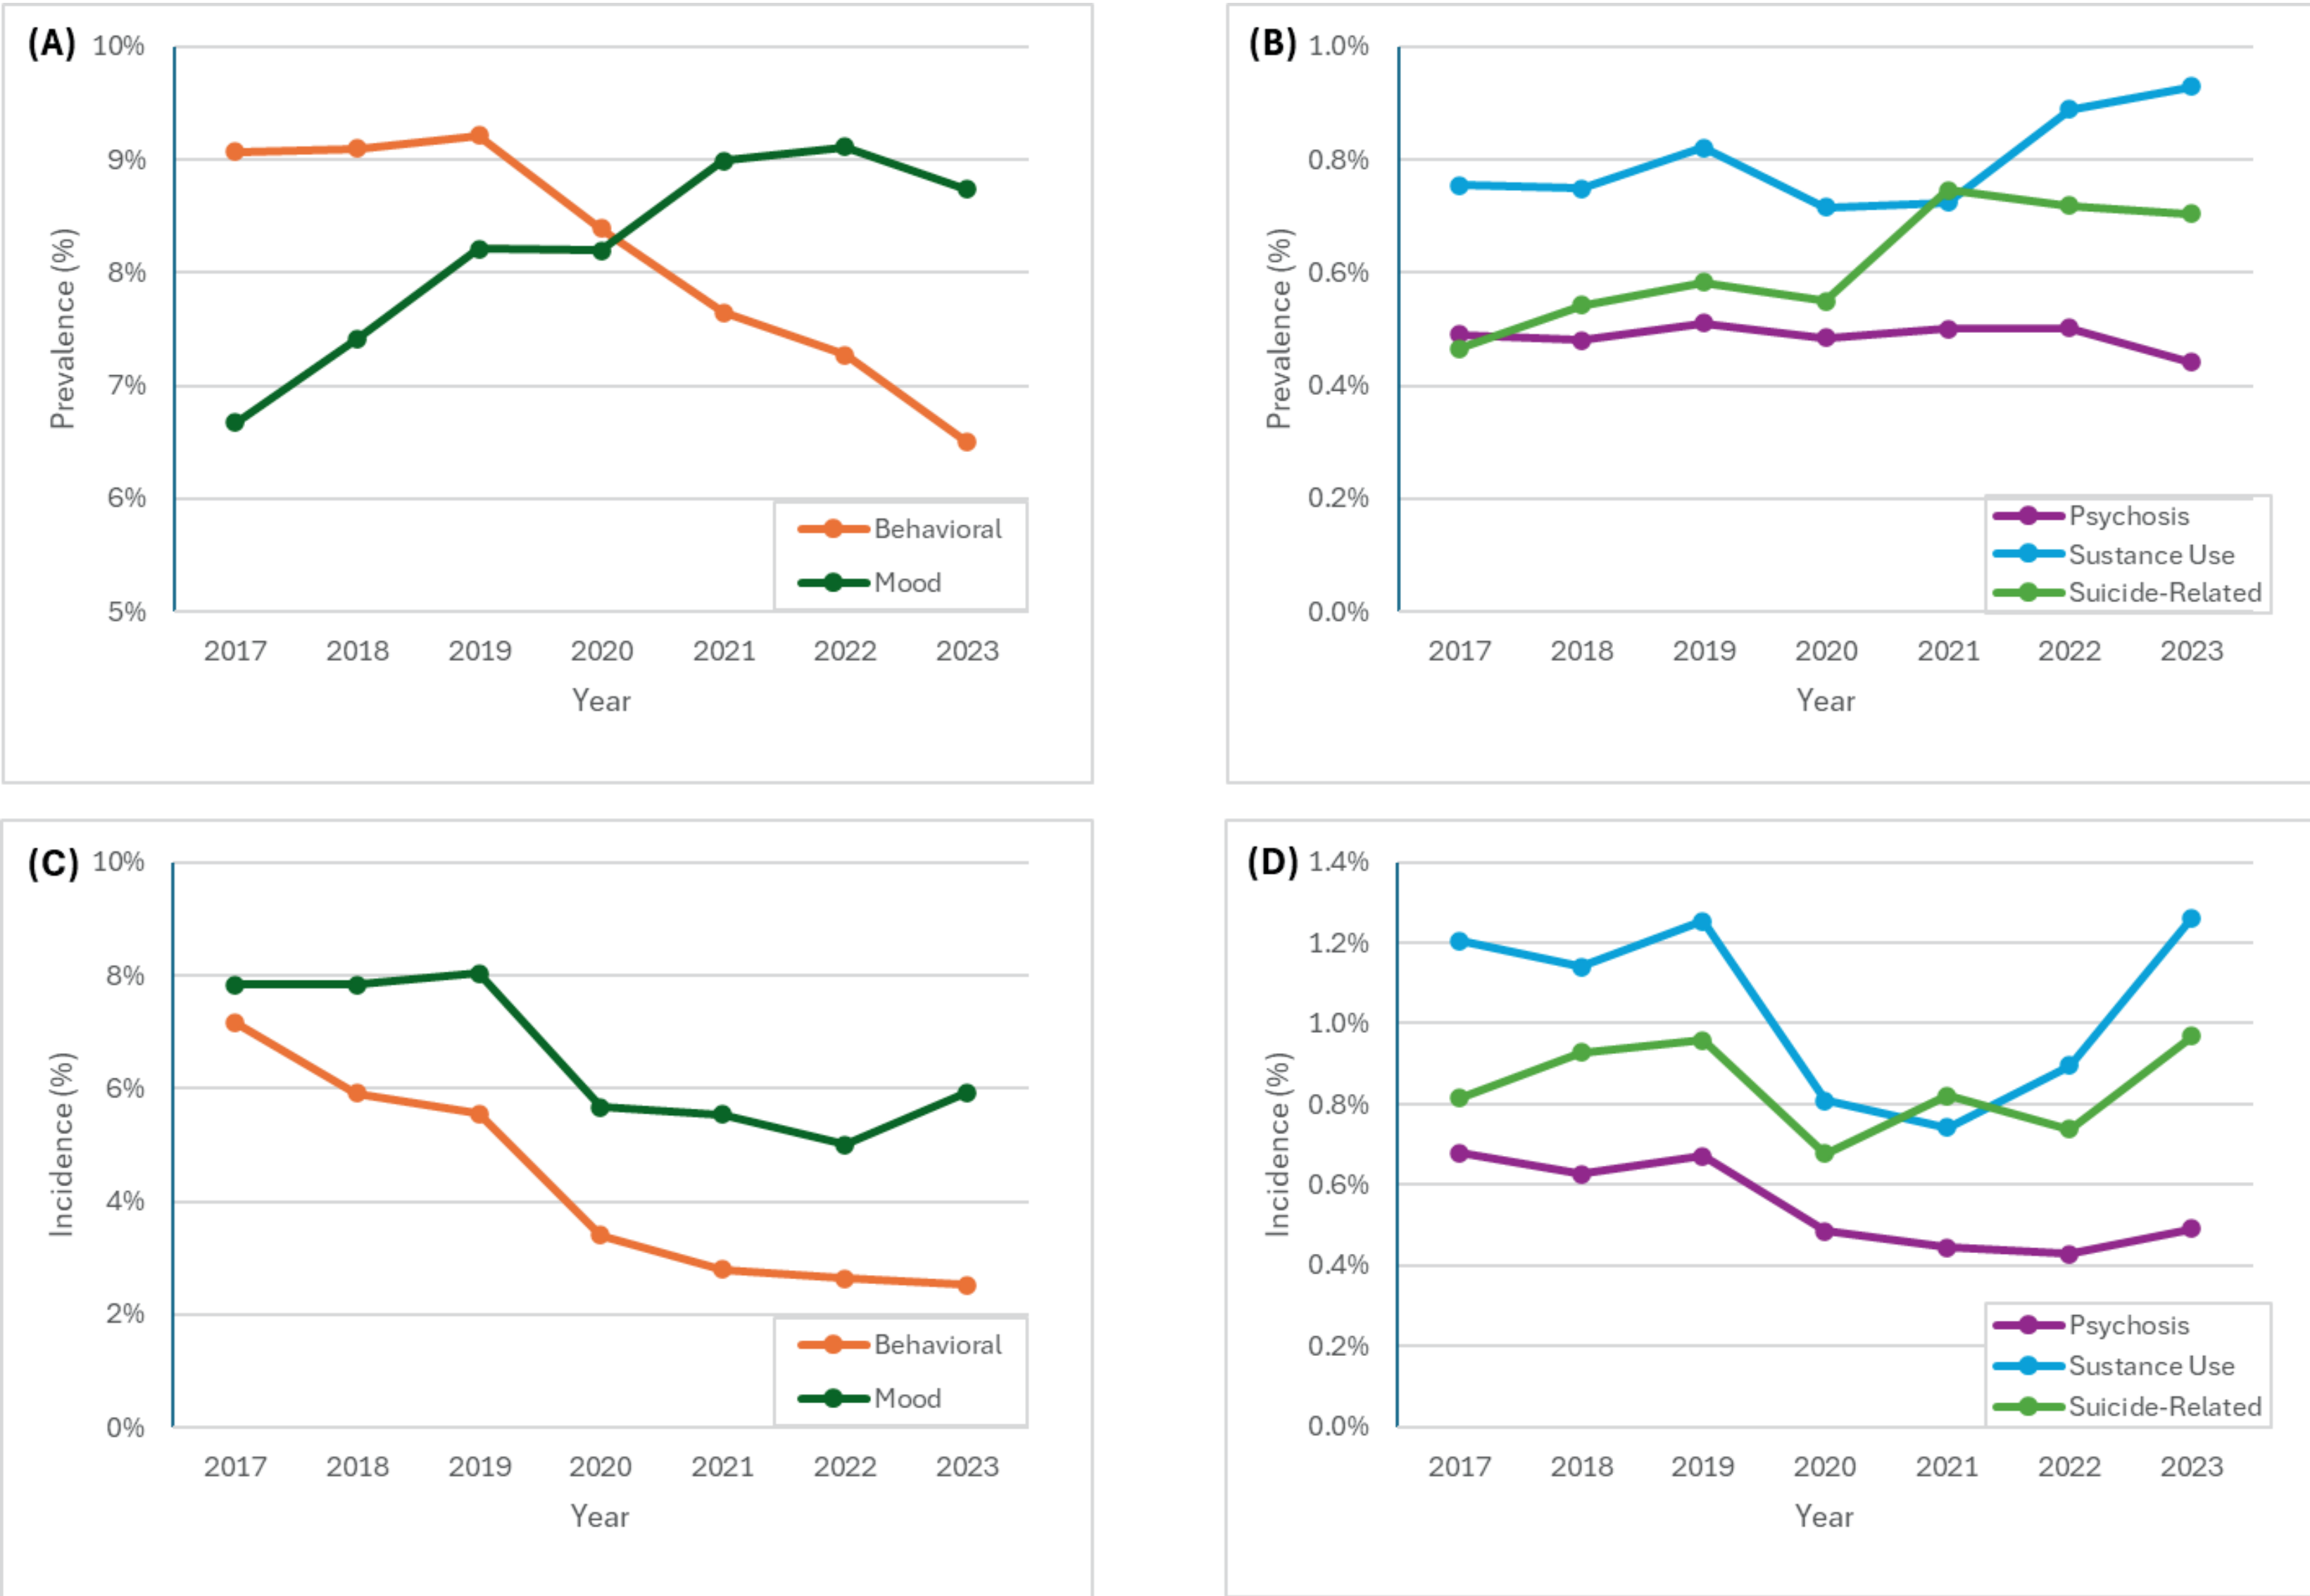 (A)
10%
9%
8%
7%
6%
5%
Prevalence (%)
Behavioral
Mood
2017 2018 2019 2020 2021 2022 2023
Year
(B)
1.0%
0.8%
0.6%
0.4%
0.2%
0.0%
Prevalence (%)
Psychosis
Sustance Use
Suicide-Related
2017 2018 2019 2020 2021 2022 2023
Year
(C)
10%
8%
6%
4%
2%
0%
Incidence (%)
Behavioral
Mood
2017 2018 2019 2020 2021 2022 2023
Year
(D)
1.4%
1.2%
1.0%
0.8%
0.6%
0.4%
0.2%
0.0%
Incidence (%)
Psychosis
Sustance Use
Suicide-Related
2017 2018 2019 2020 2021 2022 2023
Year